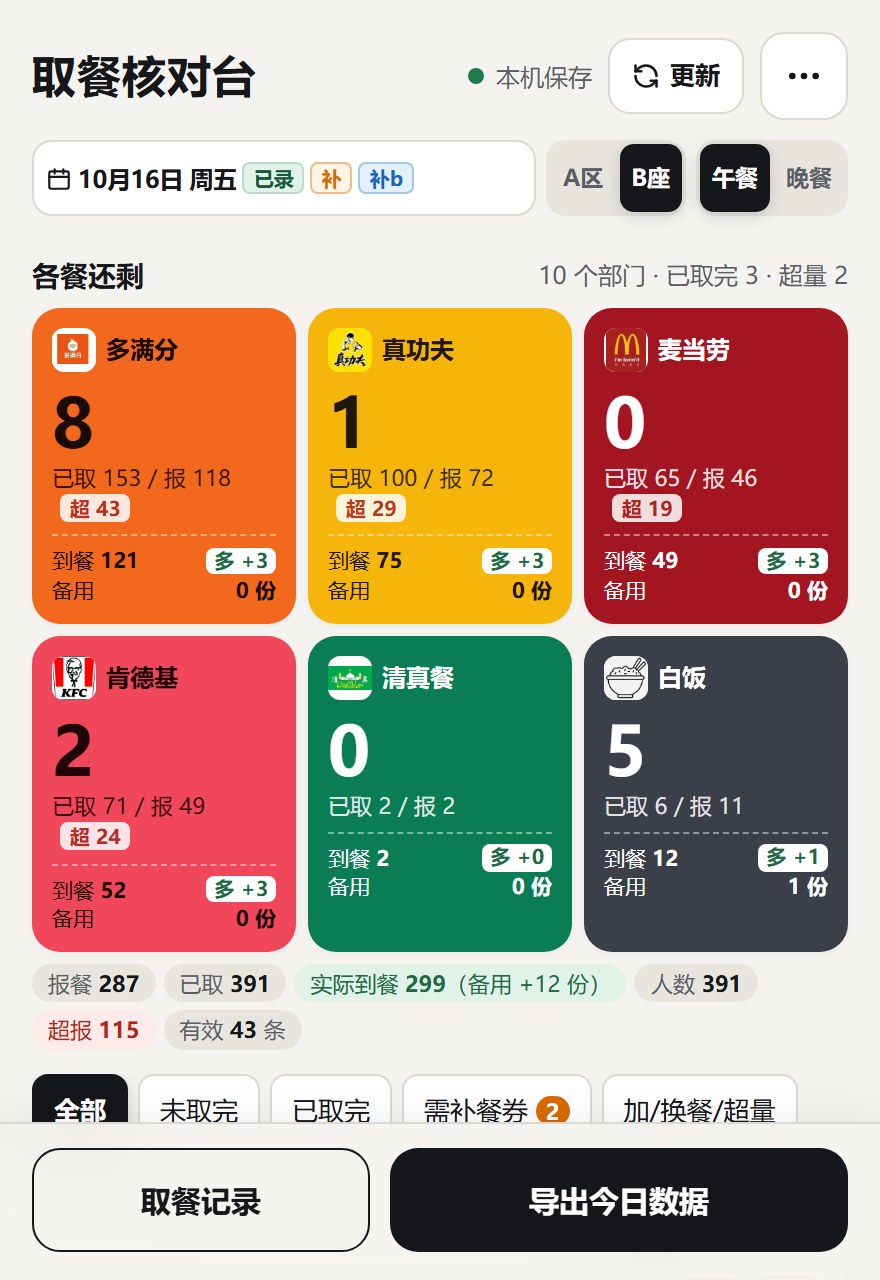 取餐核对台
本机保存
更新
10月16日 周五 已录 补 补b
A区 B座 午餐 晚餐
各餐还剩
10 个部门 · 已取完 3 · 超量 2
多满分
8
已取 153 / 报 118
超 43
到餐 121 多 +3
备用 0 份
真功夫
1
已取 100 / 报 72
超 29
到餐 75 多 +3
备用 0 份
麦当劳
0
已取 65 / 报 46
超 19
到餐 49 多 +3
备用 0 份
KFC
肯德基
2
已取 71 / 报 49
超 24
到餐 52 多 +3
备用 0 份
清真餐
0
已取 2 / 报 2
到餐 2 多 +0
备用 0 份
白饭
5
已取 6 / 报 11
到餐 12 多 +1
备用 1 份
报餐 287 已取 391 实际到餐 299（备用 +12 份） 人数 391
超报 115 有效 43 条
全部 未取完 已取完 需补餐券 2 加/换餐/超量
取餐记录 导出今日数据